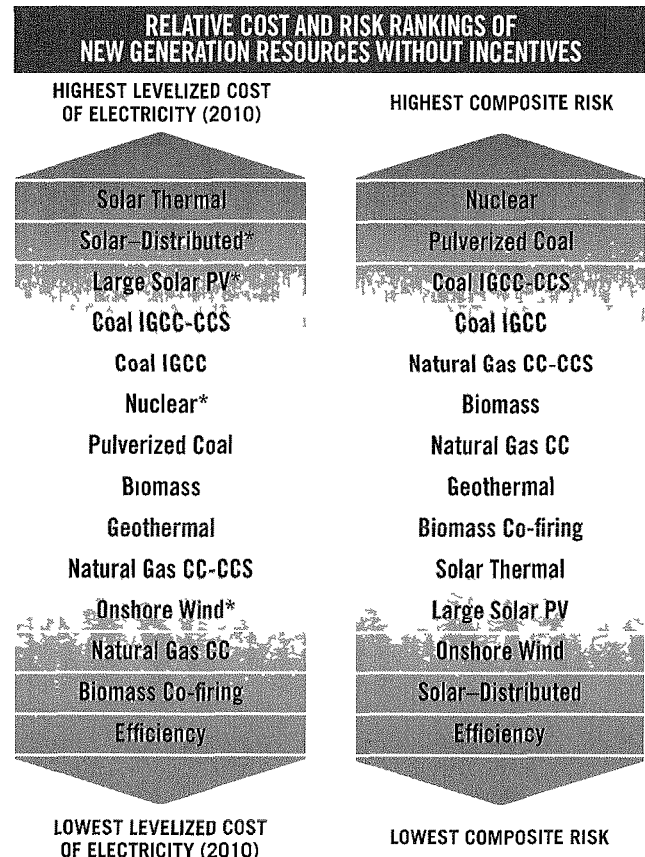 RELATIVE COST AND RISK RANKINGS OF
NEW GENERATION RESOURCES WITHOUT INCENTIVES
HIGHEST LEVELIZED COST
OF ELECTRICITY (2010)
Solar Thermal
Solar–Distributed*
Large Solar PV*
Coal IGCC-CCS
Coal IGCC
Nuclear*
Pulverized Coal
Biomass
Geothermal
Natural Gas CC-CCS
Onshore Wind*
Natural Gas CC
Biomass Co-firing
Efficiency
LOWEST LEVELIZED COST
OF ELECTRICITY (2010)
HIGHEST COMPOSITE RISK
Nuclear
Pulverized Coal
Coal IGCC-CCS
Coal IGCC
Natural Gas CC-CCS
Biomass
Natural Gas CC
Geothermal
Biomass Co-firing
Solar Thermal
Large Solar PV
Onshore Wind
Solar–Distributed
Efficiency
LOWEST COMPOSITE RISK